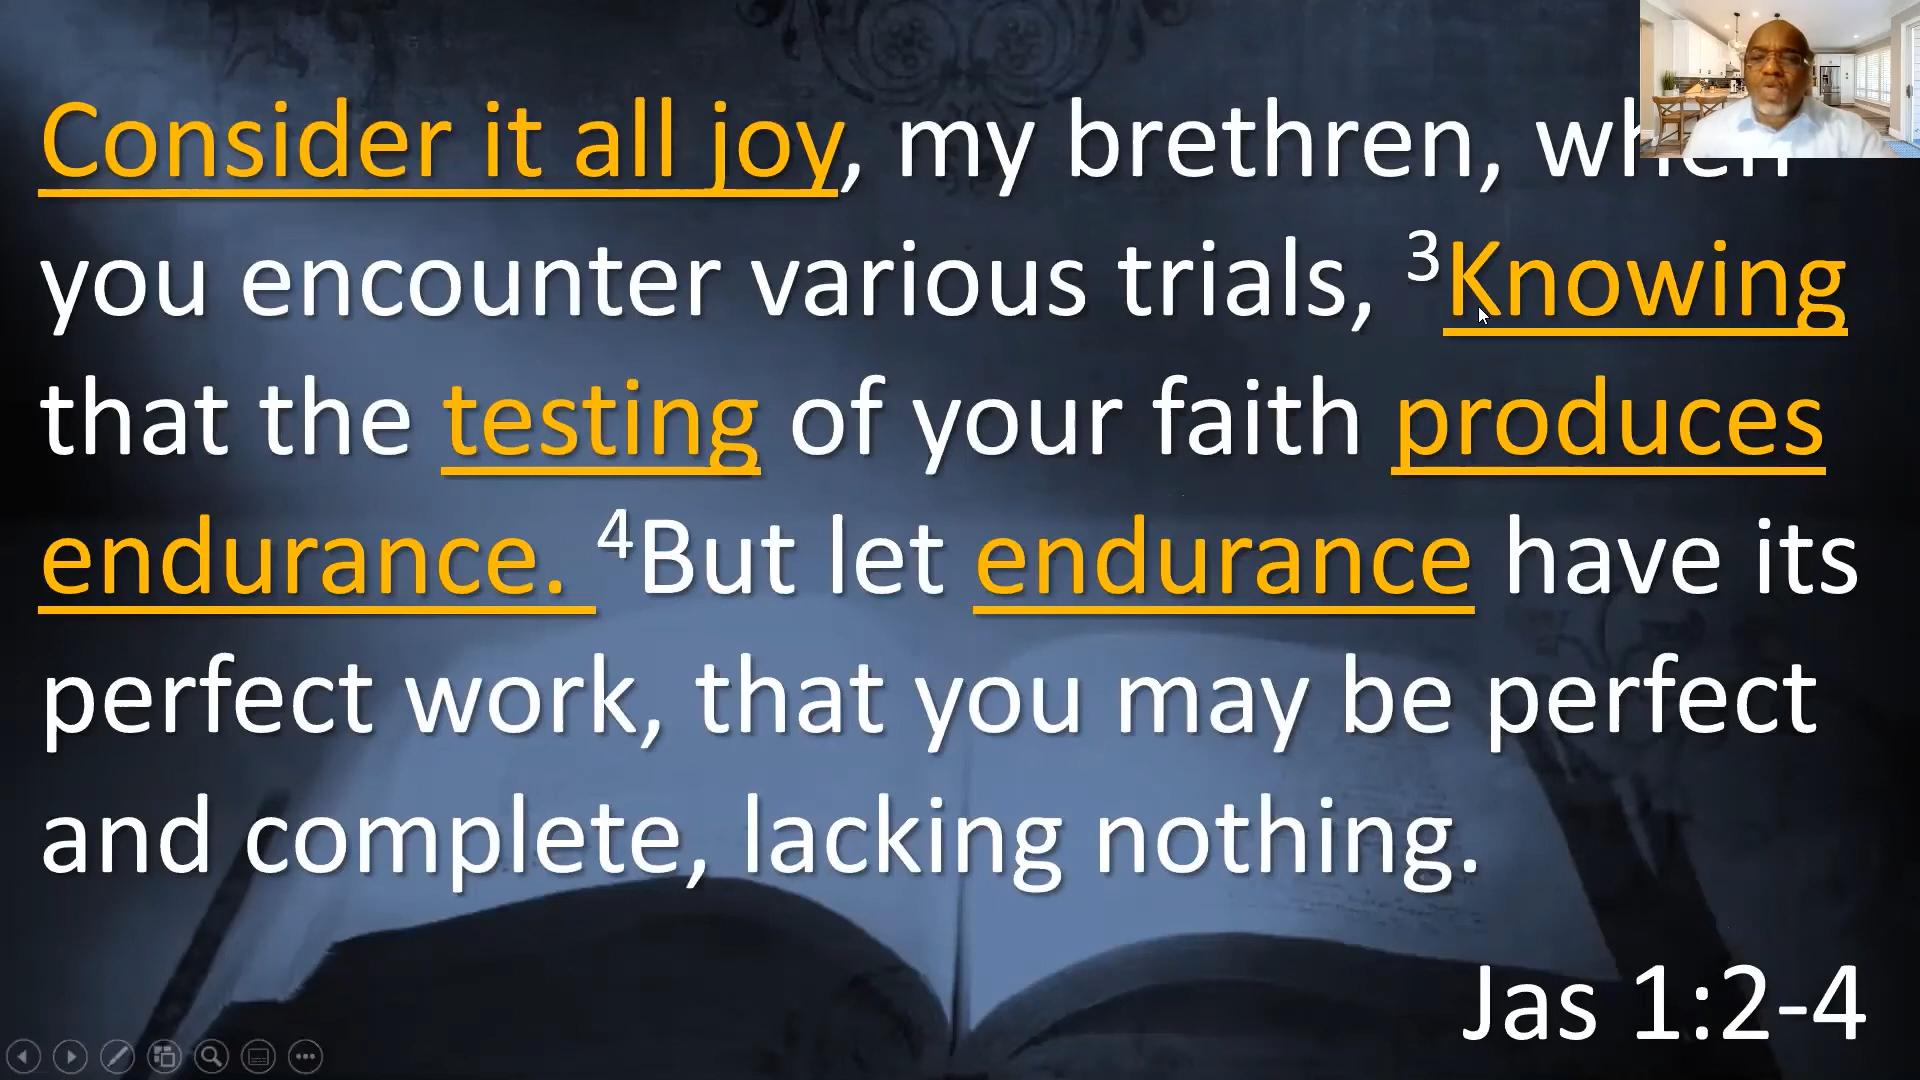 Consider it all joy, my brethren, when
you encounter various trials, ³Knowing
that the testing of your faith produces
endurance. ⁴But let endurance have its
perfect work, that you may be perfect
and complete, lacking nothing.
Jas 1:2-4